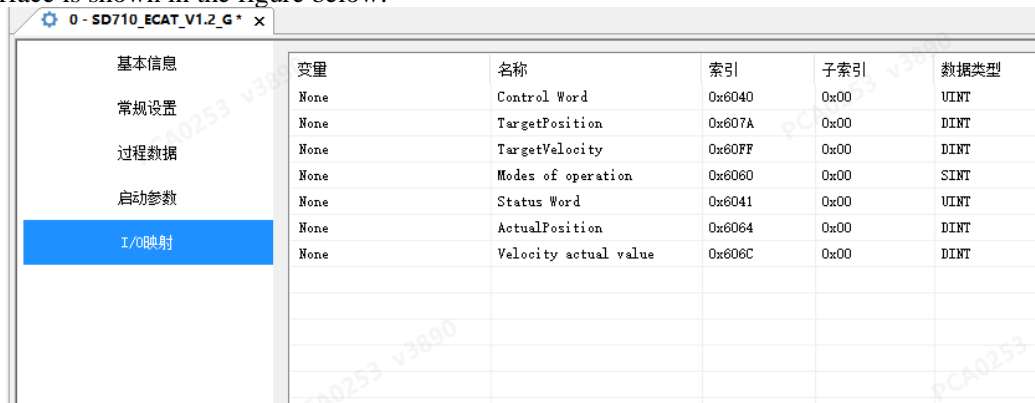 0 - SD710_ECAT_V1.2_G* x
基本信息
常规设置
过程数据
启动参数
I/O映射
变量 名称 索引 子索引 数据类型
None Control Word 0x6040 0x00 UINT
None TargetPosition 0x607A 0x00 DINT
None TargetVelocity 0x60FF 0x00 DINT
None Modes of operation 0x6060 0x00 SINT
None Status Word 0x6041 0x00 UINT
None ActualPosition 0x6064 0x00 DINT
None Velocity actual value 0x606C 0x00 DINT
PCA0253 v3890